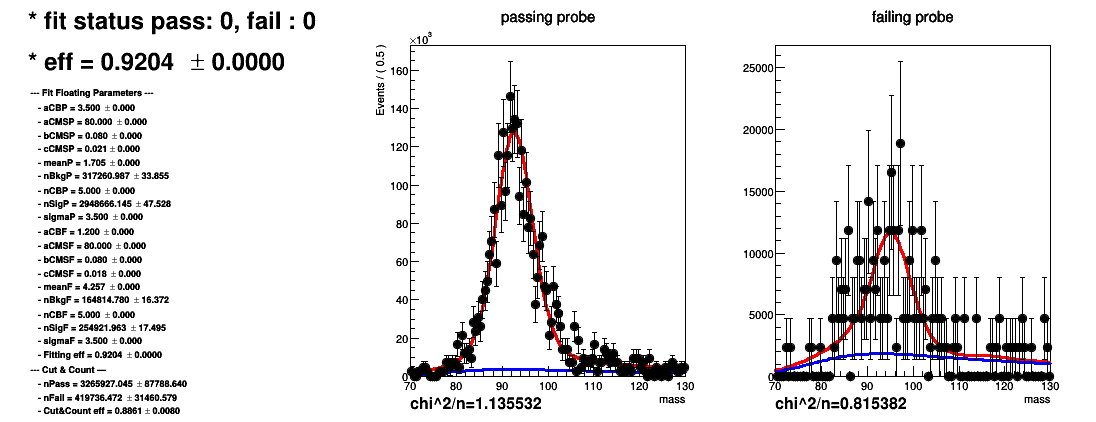 * fit status pass: 0, fail : 0
* eff = 0.9204 ± 0.0000
--- Fit Floating Parameters ---
- aCBP = 3.500 ± 0.000
- aCMSP = 80.000 ± 0.000
- bCMSP = 0.080 ± 0.000
- cCMSP = 0.021 ± 0.000
- meanP = 1.705 ± 0.000
- nBkgP = 317260.987 ± 33.855
- nCBP = 5.000 ± 0.000
- nSigP = 2948666.145 ± 47.528
- sigmaP = 3.500 ± 0.000
- aCBF = 1.200 ± 0.000
- aCMSF = 80.000 ± 0.000
- bCMSF = 0.080 ± 0.000
- cCMSF = 0.018 ± 0.000
- meanF = 4.257 ± 0.000
- nBkgF = 164814.780 ± 16.372
- nCBF = 5.000 ± 0.000
- nSigF = 254921.963 ± 17.495
- sigmaF = 3.500 ± 0.000
- Fitting eff = 0.9204 ± 0.0000
--- Cut & Count ---
- nPass = 3265927.045 ± 87788.640
- nFail = 419736.472 ± 31460.579
- Cut&Count eff = 0.8861 ± 0.0080
passing probe
×10³
Events / ( 0.5 )
160
140
120
100
80
60
40
20
0
70 80 90 100 110 120 130
mass
chi^2/n=1.135532
failing probe
25000
20000
15000
10000
5000
0
70 80 90 100 110 120 130
mass
chi^2/n=0.815382